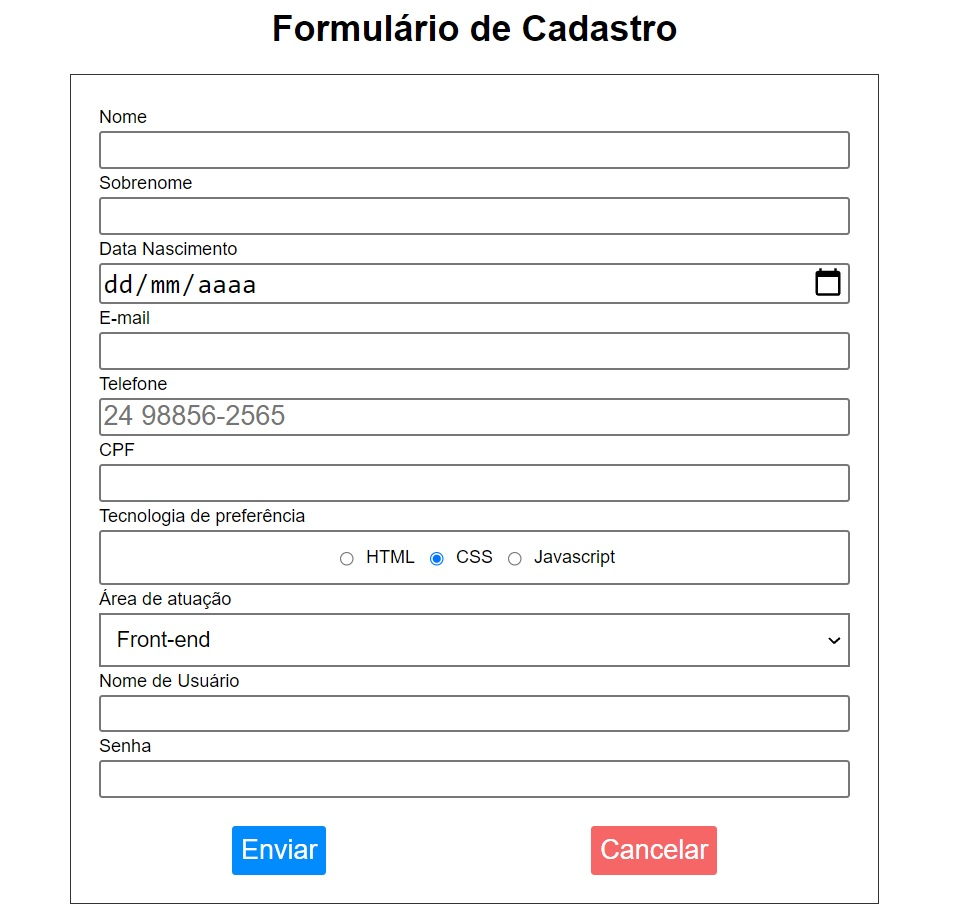 Formulário de Cadastro
Nome
Sobrenome
Data Nascimento
dd/mm/aaaa
E-mail
Telefone
24 98856-2565
CPF
Tecnologia de preferência
HTML CSS Javascript
Área de atuação
Front-end
Nome de Usuário
Senha
Enviar Cancelar